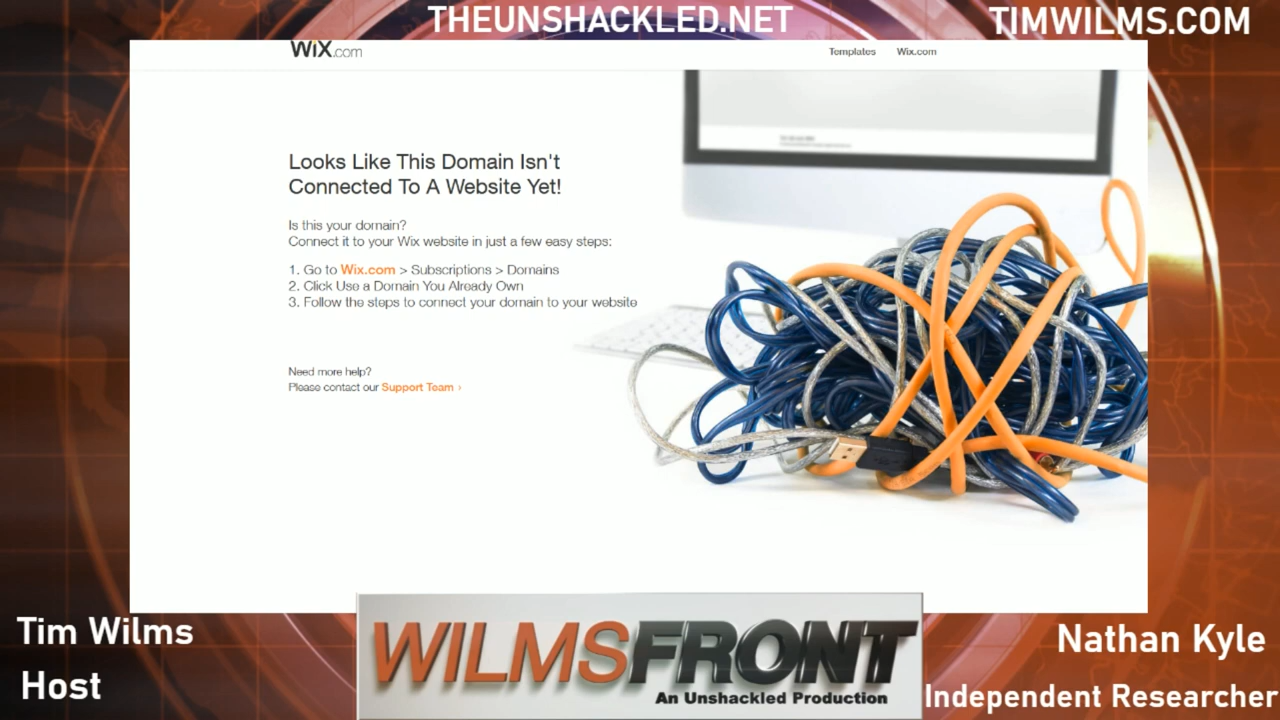 THEUNSHACKLED.NET
TIMWILMS.COM
WiX.com
Templates
Wix.com
Looks Like This Domain Isn't
Connected To A Website Yet!
Is this your domain?
Connect it to your Wix website in just a few easy steps:
1. Go to Wix.com > Subscriptions > Domains
2. Click Use a Domain You Already Own
3. Follow the steps to connect your domain to your website
Need more help?
Please contact our Support Team ›
Tim Wilms
Host
WILMSFRONT
An Unshackled Production
Nathan Kyle
Independent Researcher